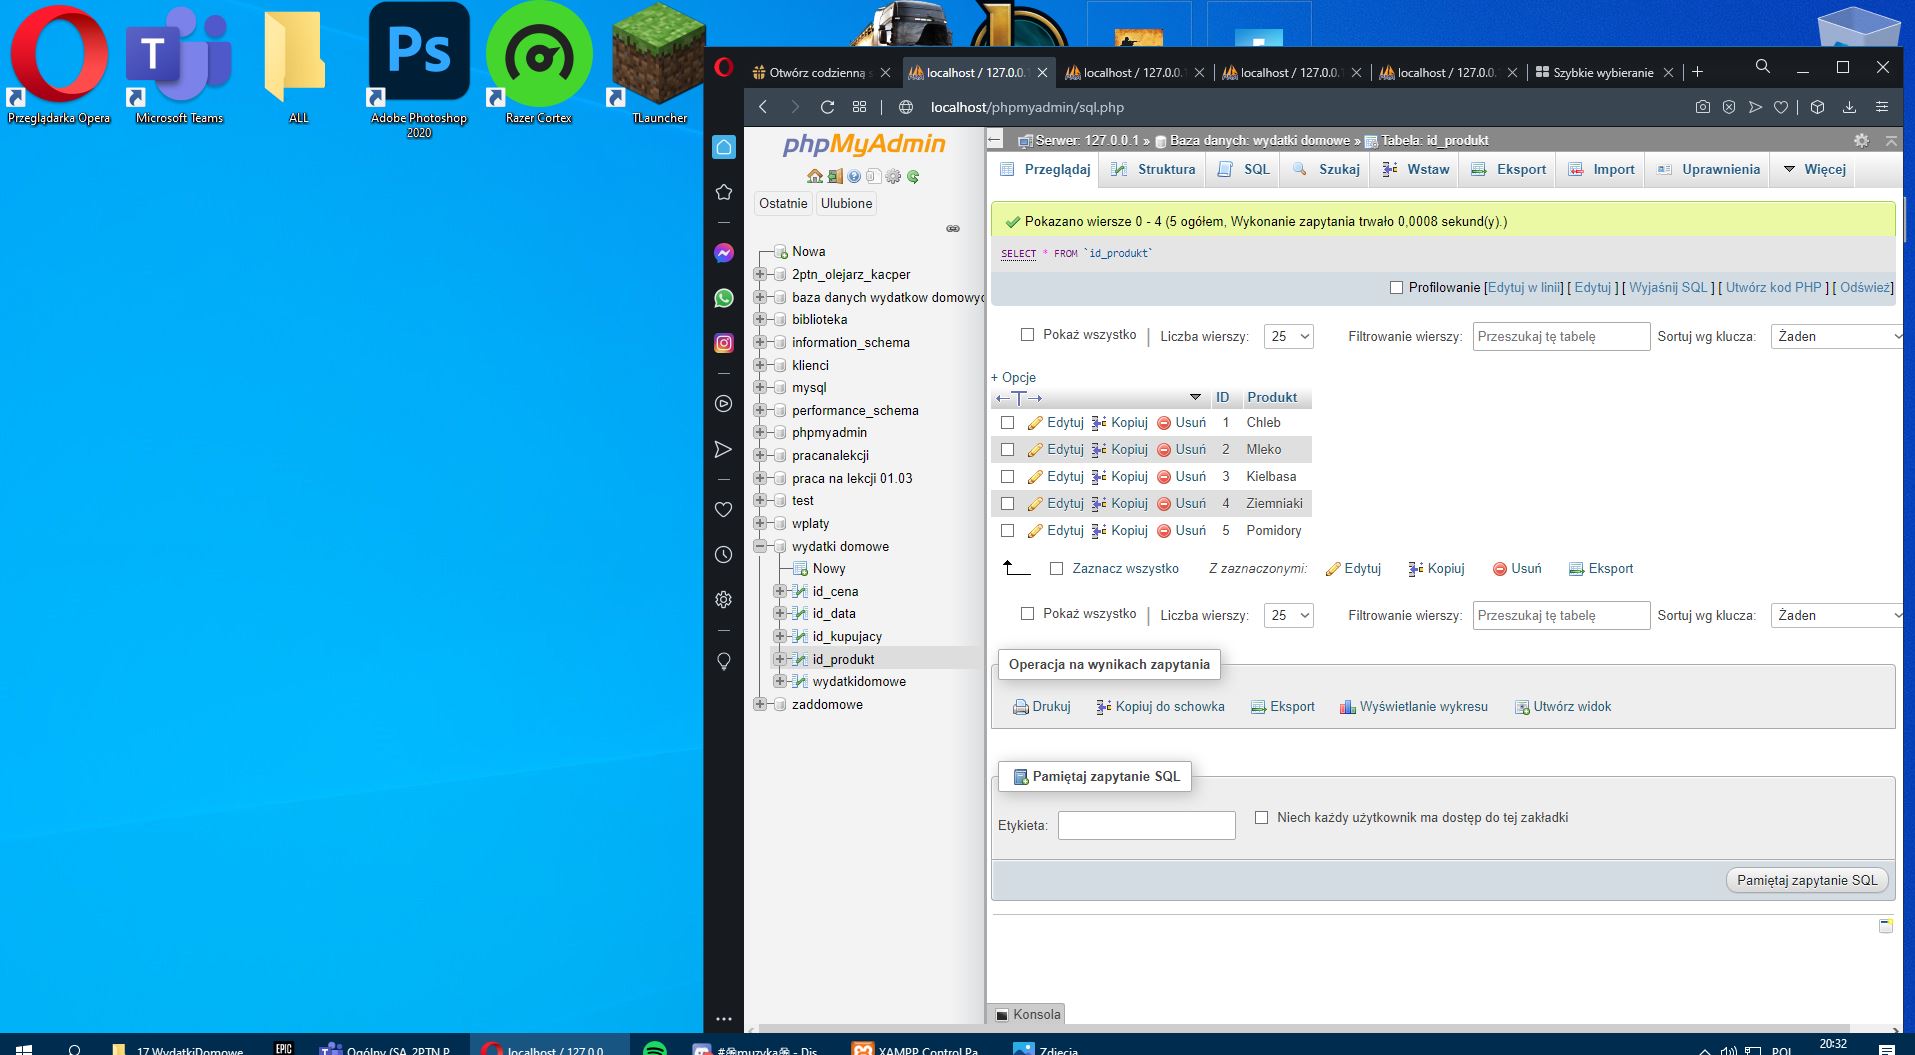 Przeglądarka Opera
Microsoft Teams
ALL
Ps
Adobe Photoshop 2020
Razer Cortex
TLauncher
Otwórz codzienną
localhost / 127.0.0.1
localhost / 127.0.0.1
localhost / 127.0.0.1
localhost / 127.0.0.1
Szybkie wybieranie
localhost/phpmyadmin/sql.php
phpMyAdmin
Ostatnie Ulubione
Nowa
2ptn_olejarz_kacper
baza danych wydatkow domowyc
biblioteka
information_schema
klienci
mysql
performance_schema
phpmyadmin
pracanalekcji
praca na lekcji 01.03
test
wplaty
wydatki domowe
Nowy
id_cena
id_data
id_kupujacy
id_produkt
wydatkidomowe
zaddomowe
Serwer: 127.0.0.1 » Baza danych: wydatki domowe » Tabela: id_produkt
Przeglądaj Struktura SQL Szukaj Wstaw Eksport Import Uprawnienia Więcej
Pokazano wiersze 0 - 4 (5 ogółem, Wykonanie zapytania trwało 0,0008 sekund(y).)
SELECT * FROM `id_produkt`
Profilowanie [Edytuj w linii] [ Edytuj ] [ Wyjaśnij SQL ] [ Utwórz kod PHP ] [ Odśwież]
Pokaż wszystko | Liczba wierszy: 25 Filtrowanie wierszy: Przeszukaj tę tabelę Sortuj wg klucza: Żaden
+ Opcje
←T→ ID Produkt
Edytuj Kopiuj Usuń 1 Chleb
Edytuj Kopiuj Usuń 2 Mleko
Edytuj Kopiuj Usuń 3 Kielbasa
Edytuj Kopiuj Usuń 4 Ziemniaki
Edytuj Kopiuj Usuń 5 Pomidory
Zaznacz wszystko Z zaznaczonymi: Edytuj Kopiuj Usuń Eksport
Pokaż wszystko | Liczba wierszy: 25 Filtrowanie wierszy: Przeszukaj tę tabelę Sortuj wg klucza: Żaden
Operacja na wynikach zapytania
Drukuj Kopiuj do schowka Eksport Wyświetlanie wykresu Utwórz widok
Pamiętaj zapytanie SQL
Etykieta: Niech każdy użytkownik ma dostęp do tej zakładki
Pamiętaj zapytanie SQL
Konsola
17 WydatkiDomowe
EPIC
Ogólny (SA_2PTN_P
localhost / 127.0.0
muzyka - Dis
XAMPP Control Pa
Zdjęcia
POL
20:32